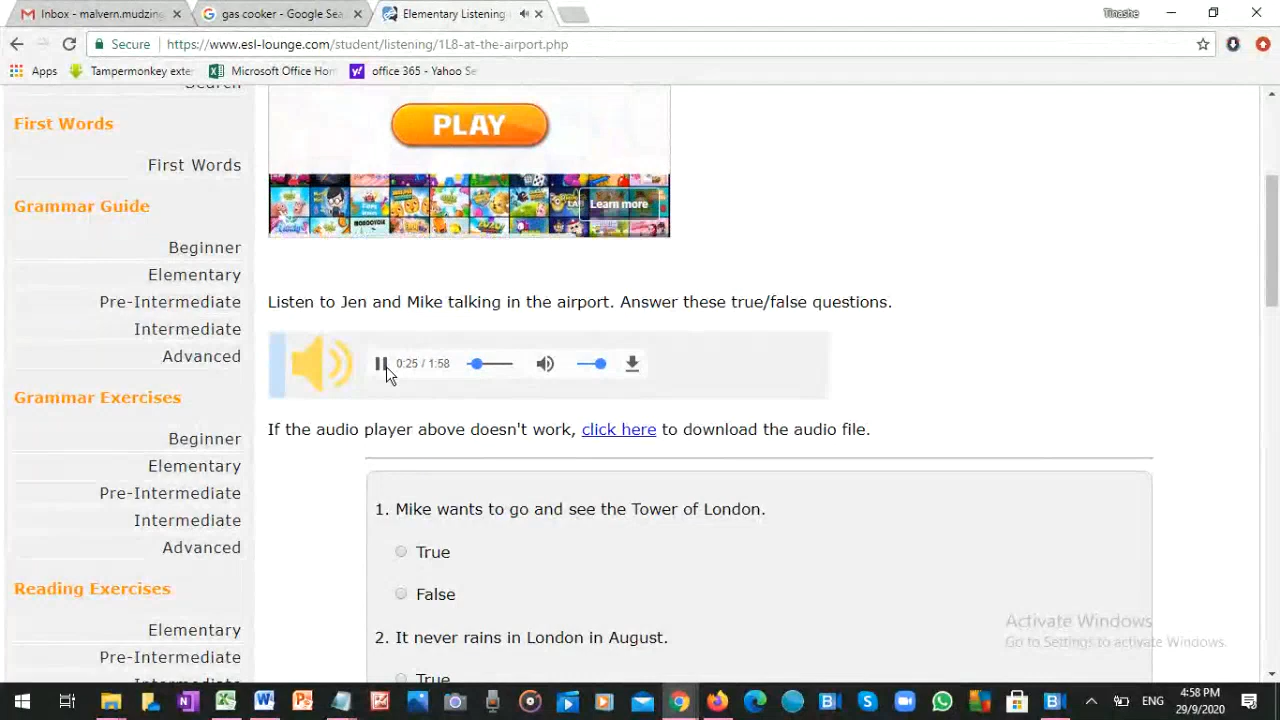 Inbox - malvern.mudzin
gas cooker - Google Sea
Elementary Listening
Tinashe
Secure
https://www.esl-lounge.com/student/listening/1L8-at-the-airport.php
Apps
Tampermonkey exte
Microsoft Office Hom
office 365 - Yahoo Se
Search
First Words
First Words
Grammar Guide
Beginner
Elementary
Pre-Intermediate
Intermediate
Advanced
Grammar Exercises
Beginner
Elementary
Pre-Intermediate
Intermediate
Advanced
Reading Exercises
Elementary
Pre-Intermediate
Intermediate
PLAY
Learn more
Listen to Jen and Mike talking in the airport. Answer these true/false questions.
0:25 / 1:58
If the audio player above doesn't work, click here to download the audio file.
1. Mike wants to go and see the Tower of London.
True
False
2. It never rains in London in August.
True
Activate Windows
Go to Settings to activate Windows.
ENG
4:58 PM
29/9/2020